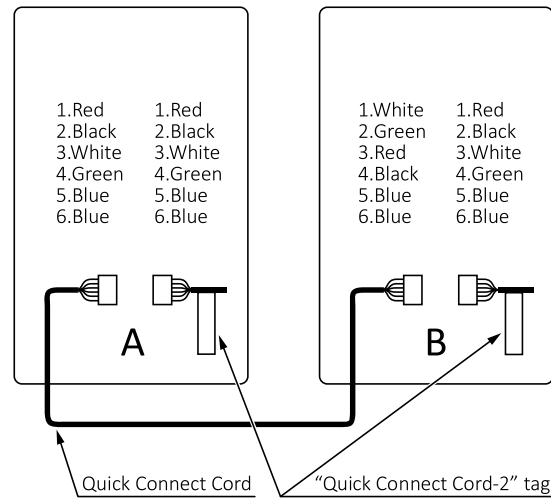 1.Red
2.Black
3.White
4.Green
5.Blue
6.Blue
1.Red
2.Black
3.White
4.Green
5.Blue
6.Blue
1.White
2.Green
3.Red
4.Black
5.Blue
6.Blue
1.Red
2.Black
3.White
4.Green
5.Blue
6.Blue
A
B
Quick Connect Cord
“Quick Connect Cord-2” tag